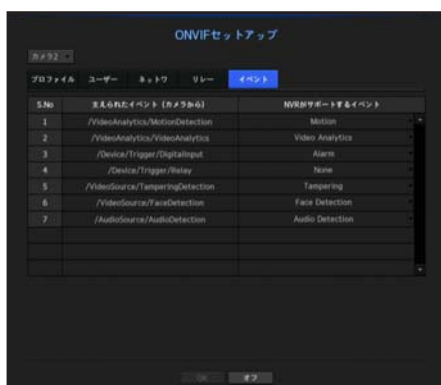 ONVIFセットアップ
カメラ2
プロファイル ユーザー ネットワ リレー イベント
S.No 支えられたイベント (カメラから) NVRがサポートするイベント
1 /VideoAnalytics/MotionDetection Motion
2 /VideoAnalytics/VideoAnalytics Video Analytics
3 /Device/Trigger/DigitalInput Alarm
4 /Device/Trigger/Relay None
5 /VideoSource/TamperingDetection Tampering
6 /VideoSource/FaceDetection Face Detection
7 /AudioSource/AudioDetection Audio Detection
OK オフ